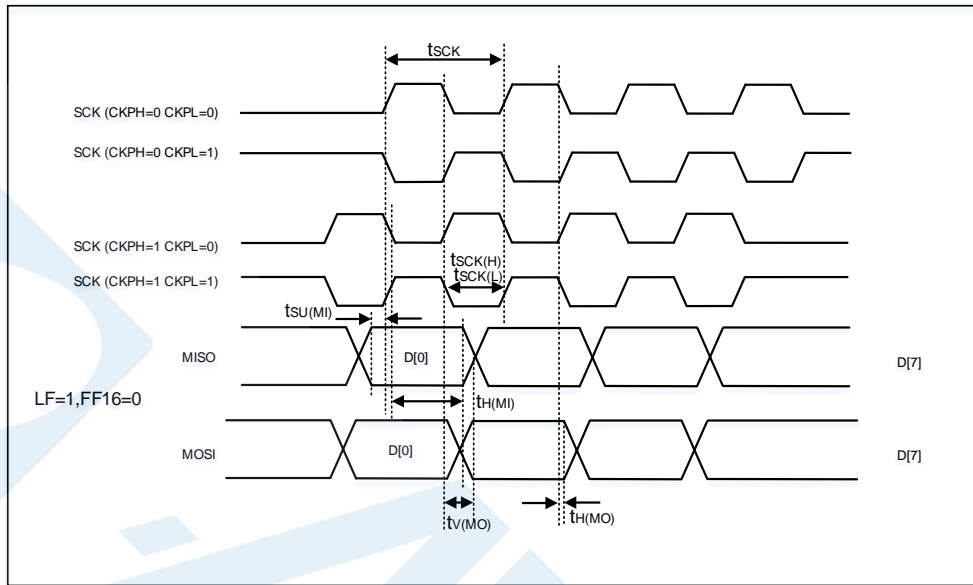 tSCK
SCK (CKPH=0 CKPL=0)
SCK (CKPH=0 CKPL=1)
SCK (CKPH=1 CKPL=0)
tSCK(H)
SCK (CKPH=1 CKPL=1)
tSCK(L)
tSU(MI)
MISO
D[0]
D[7]
LF=1,FF16=0
tH(MI)
MOSI
D[0]
D[7]
tV(MO)
tH(MO)